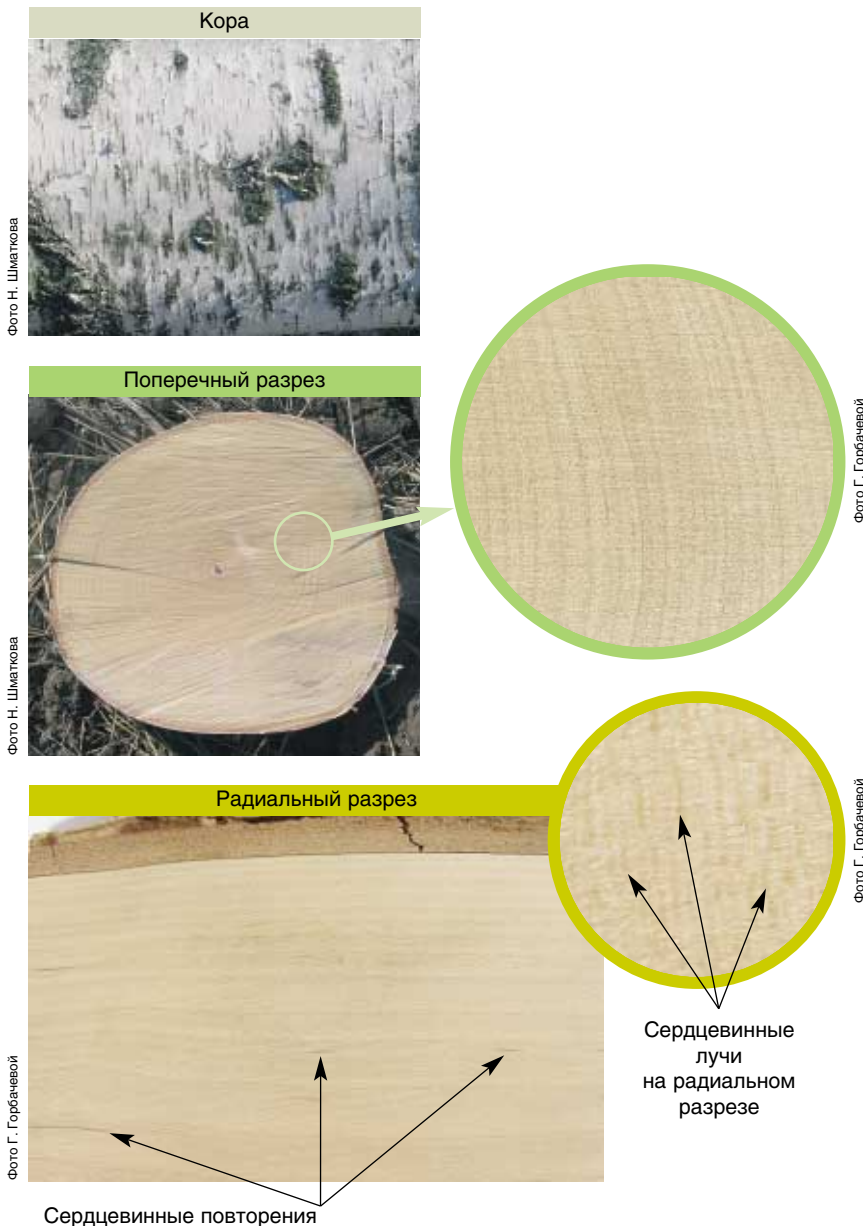 Кора
Фото Н. Шматкова
Поперечный разрез
Фото Н. Шматкова
Фото Г. Горбачевой
Радиальный разрез
Фото Г. Горбачевой
Фото Г. Горбачевой
Сердцевинные
лучи
на радиальном
разрезе
Сердцевинные повторения